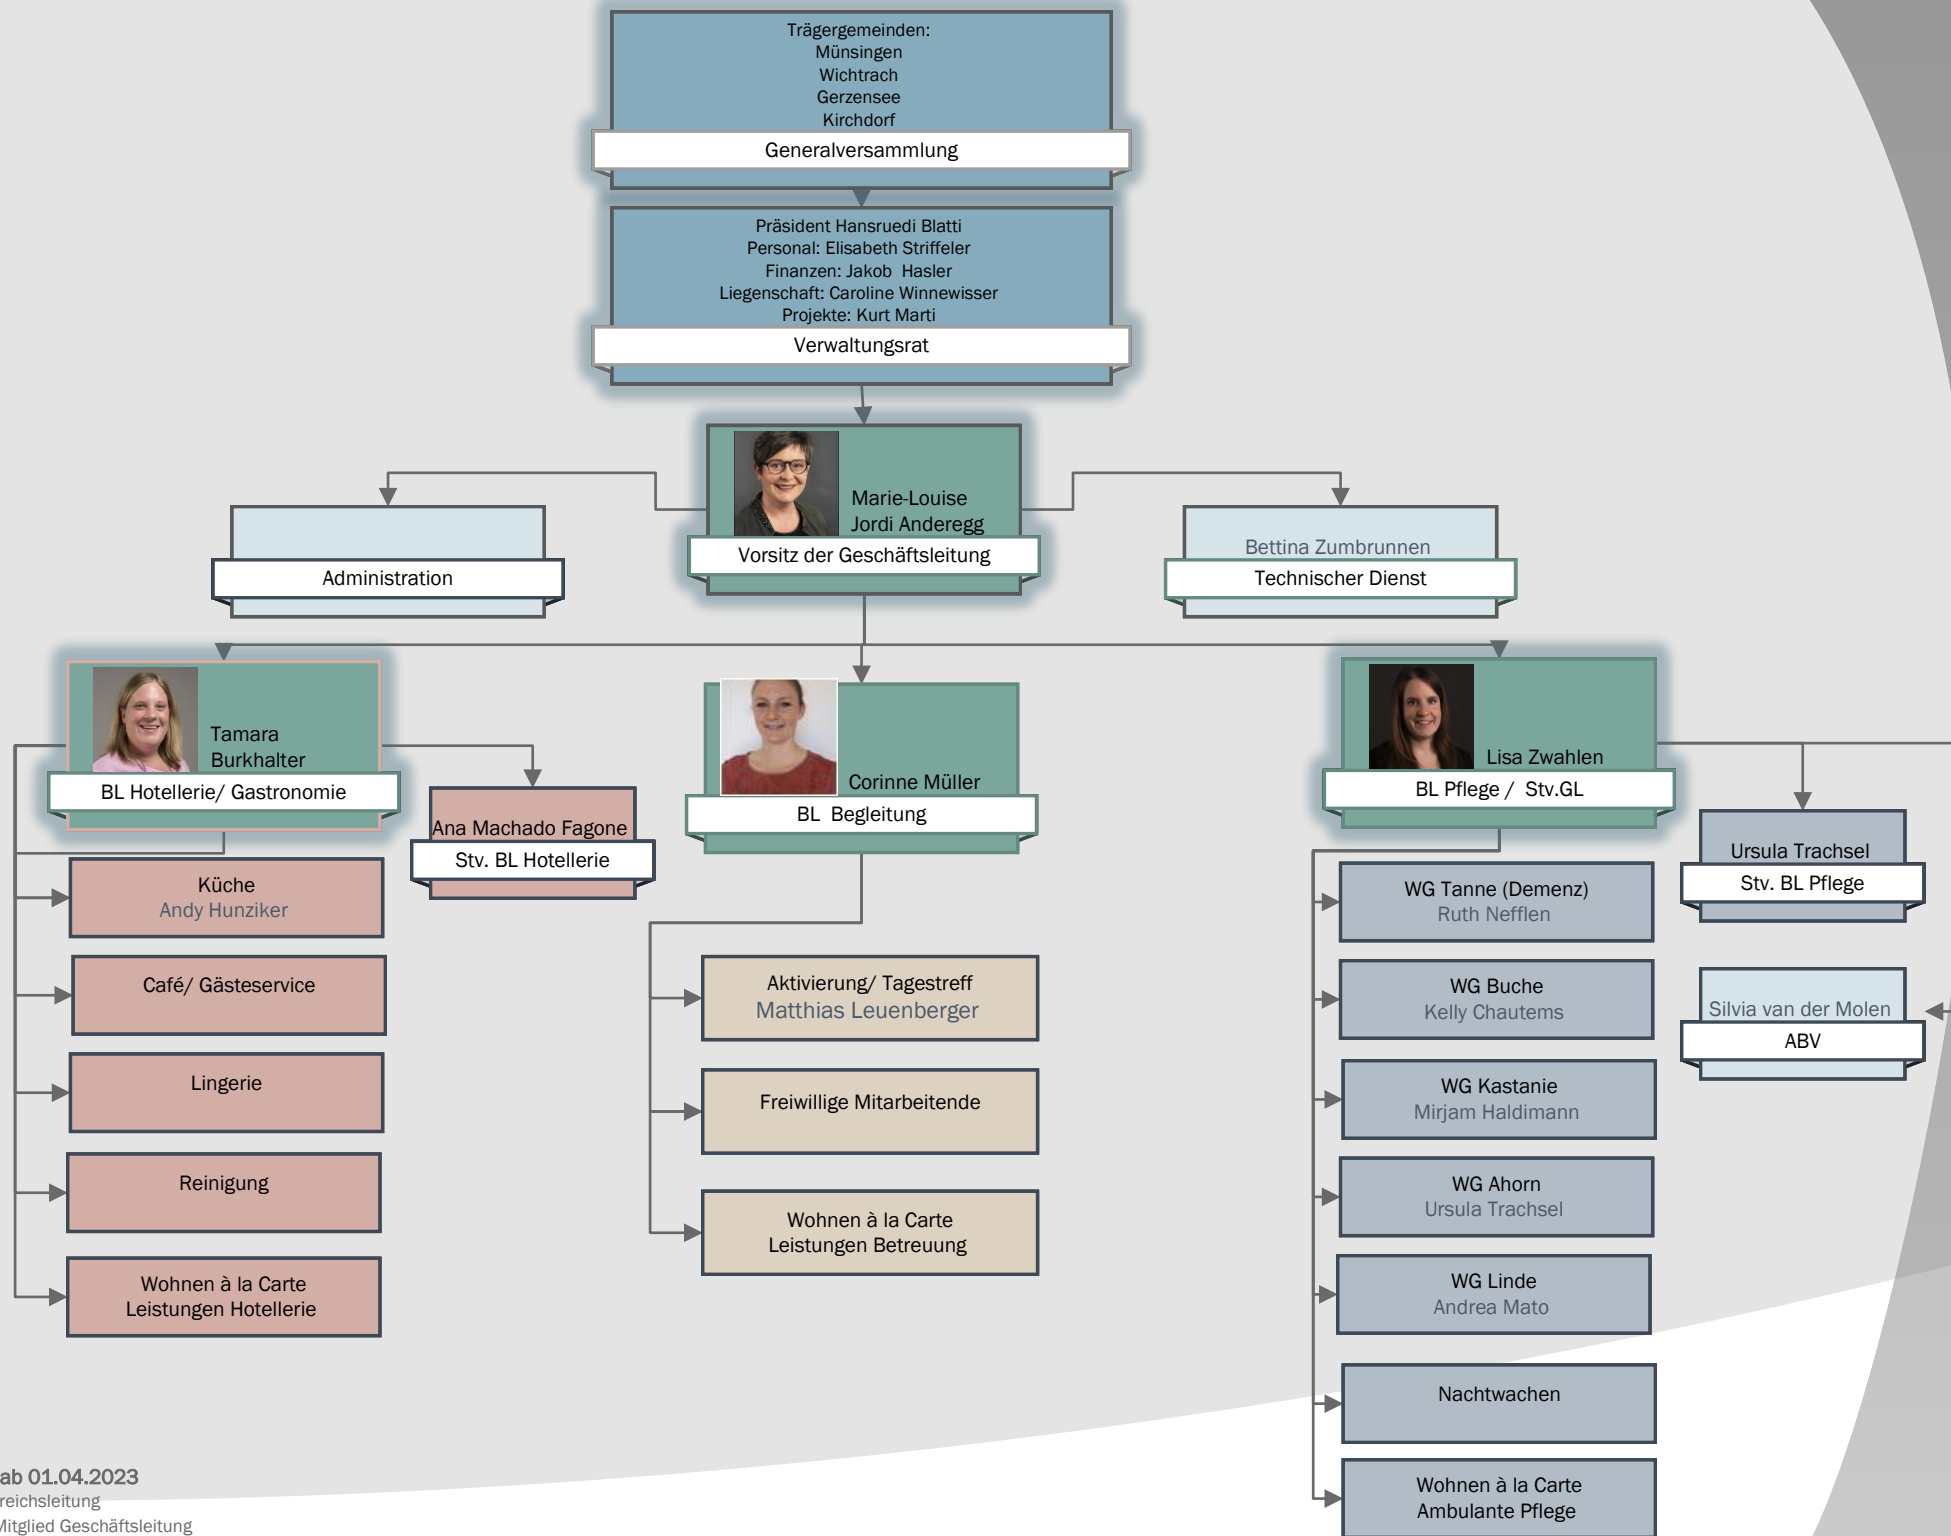 Trägergemeinden:
Münsingen
Wichtrach
Gerzensee
Kirchdorf
Generalversammlung
Präsident Hansruedi Blatti
Personal: Elisabeth Striffeler
Finanzen: Jakob Hasler
Liegenschaft: Caroline Winnewisser
Projekte: Kurt Marti
Verwaltungsrat
Marie-Louise
Jordi Anderegg
Vorsitz der Geschäftsleitung
Administration
Bettina Zumbrunnen
Technischer Dienst
Tamara
Burkhalter
BL Hotellerie/ Gastronomie
Ana Machado Fagone
Stv. BL Hotellerie
Corinne Müller
BL Begleitung
Lisa Zwahlen
BL Pflege / Stv.GL
Ursula Trachsel
Stv. BL Pflege
Silvia van der Molen
ABV
Küche
Andy Hunziker
Café/ Gästeservice
Lingerie
Reinigung
Wohnen à la Carte
Leistungen Hotellerie
Aktivierung/ Tagestreff
Matthias Leuenberger
Freiwillige Mitarbeitende
Wohnen à la Carte
Leistungen Betreuung
WG Tanne (Demenz)
Ruth Nefflen
WG Buche
Kelly Chautems
WG Kastanie
Mirjam Haldimann
WG Ahorn
Ursula Trachsel
WG Linde
Andrea Mato
Nachtwachen
Wohnen à la Carte
Ambulante Pflege
ab 01.04.2023
reichsleitung
Mitglied Geschäftsleitung